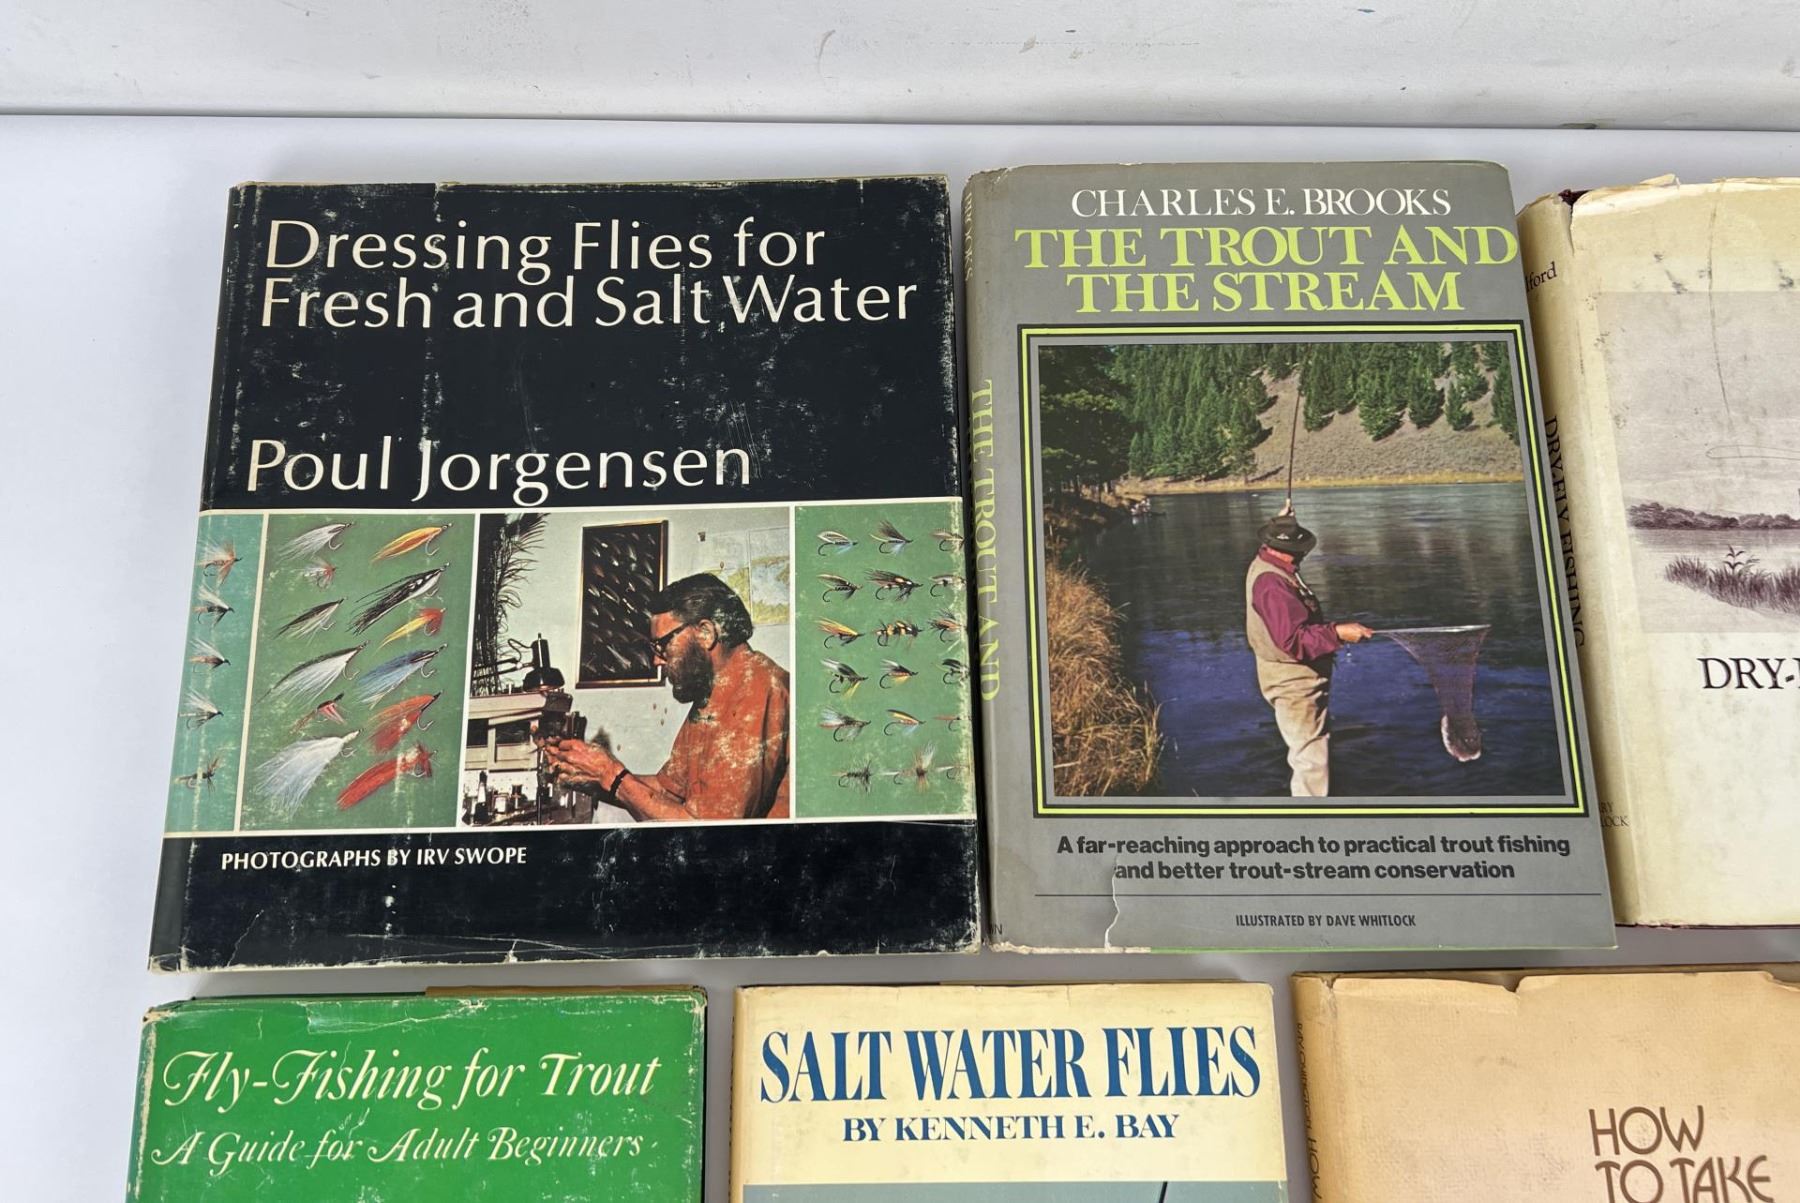 Dressing Flies for
Fresh and Salt Water
Poul Jorgensen
PHOTOGRAPHS BY IRV SWOPE
BROOKS
THE TROUT AND
CHARLES E. BROOKS
THE TROUT AND
THE STREAM
A far-reaching approach to practical trout fishing
and better trout-stream conservation
ILLUSTRATED BY DAVE WHITLOCK
DRY-FLY FISHING
DRY-
Fly-Fishing for Trout
A Guide for Adult Beginners
SALT WATER FLIES
BY KENNETH E. BAY
HOW
TO TAKE